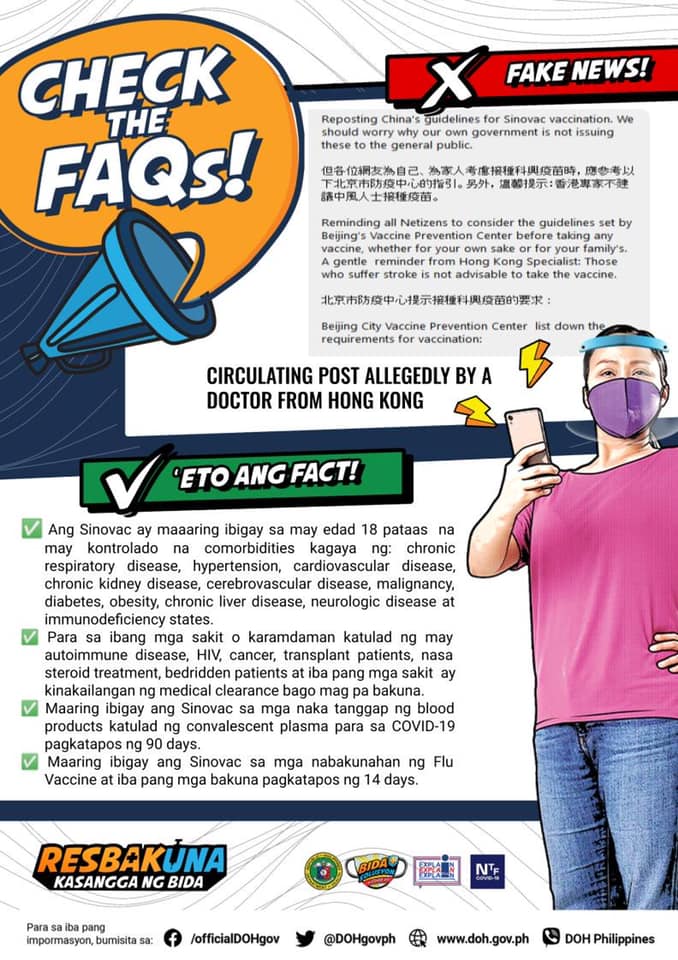 CHECK
THE
FAQs!
X FAKE NEWS!
Reposting China's guidelines for Sinovac vaccination. We
should worry why our own government is not issuing
these to the general public.
但各位網友為自己、為家人考慮接種科興疫苗時，應參考以
下北京市防疫中心的指引。另外，溫馨提示：香港專家不建
議中風人士接種疫苗。
Reminding all Netizens to consider the guidelines set by
Beijing's Vaccine Prevention Center before taking any
vaccine, whether for your own sake or for your family's.
A gentle reminder from Hong Kong Specialist: Those
who suffer stroke is not advisable to take the vaccine.
北京市防疫中心提示接種科興疫苗的要求：
Beijing City Vaccine Prevention Center list down the
requirements for vaccination:
CIRCULATING POST ALLEGEDLY BY A
DOCTOR FROM HONG KONG
'ETO ANG FACT!
✅ Ang Sinovac ay maaaring ibigay sa may edad 18 pataas na
may kontrolado na comorbidities kagaya ng: chronic
respiratory disease, hypertension, cardiovascular disease,
chronic kidney disease, cerebrovascular disease, malignancy,
diabetes, obesity, chronic liver disease, neurologic disease at
immunodeficiency states.
✅ Para sa ibang mga sakit o karamdaman katulad ng may
autoimmune disease, HIV, cancer, transplant patients, nasa
steroid treatment, bedridden patients at iba pang mga sakit ay
kinakailangan ng medical clearance bago mag pa bakuna.
✅ Maaring ibigay ang Sinovac sa mga naka tanggap ng blood
products katulad ng convalescent plasma para sa COVID-19
pagkatapos ng 90 days.
✅ Maaring ibigay ang Sinovac sa mga nabakunahan ng Flu
Vaccine at iba pang mga bakuna pagkatapos ng 14 days.
RESBAKUNA
KASANGGA NG BIDA
BIDA
SOLUSYON
EXPLAIN
EXPLAIN
EXPLAIN
NTF
COVID-19
Para sa iba pang
impormasyon, bumisita sa:
/officialDOHgov
@DOHgovph
www.doh.gov.ph
DOH Philippines